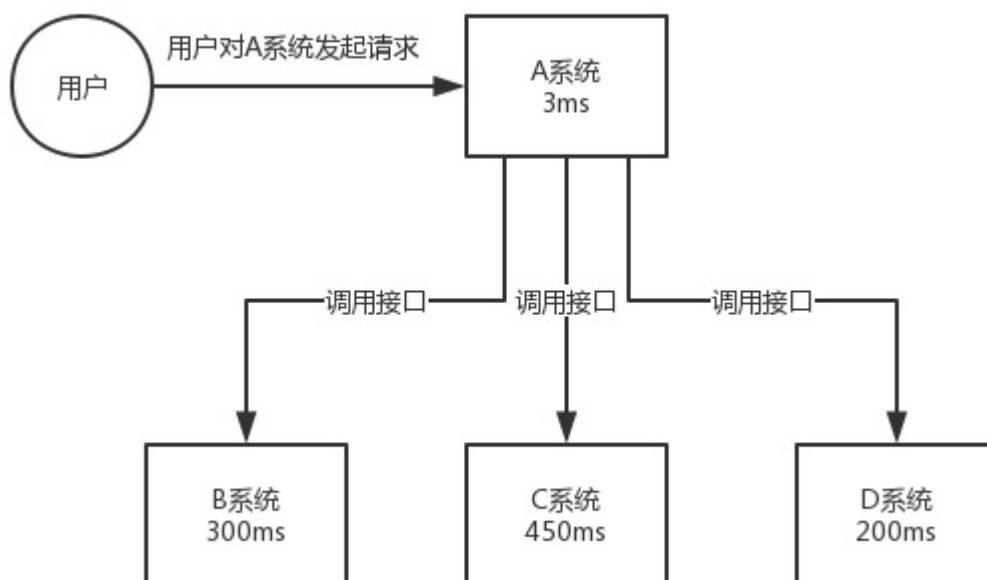 用户对A系统发起请求
用户
A系统
3ms
调用接口
调用接口
调用接口
B系统
300ms
C系统
450ms
D系统
200ms